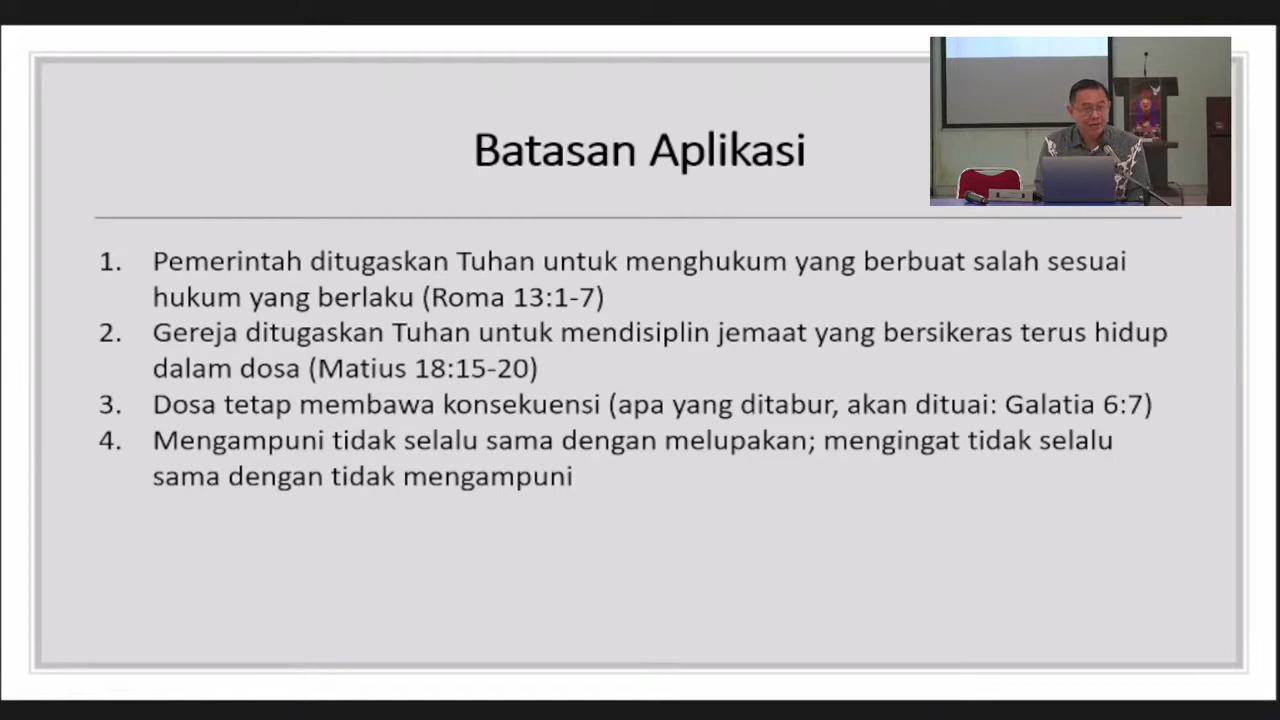 Batasan Aplikasi
1. Pemerintah ditugaskan Tuhan untuk menghukum yang berbuat salah sesuai
hukum yang berlaku (Roma 13:1-7)
2. Gereja ditugaskan Tuhan untuk mendisiplin jemaat yang bersikeras terus hidup
dalam dosa (Matius 18:15-20)
3. Dosa tetap membawa konsekuensi (apa yang ditabur, akan dituai: Galatia 6:7)
4. Mengampuni tidak selalu sama dengan melupakan; mengingat tidak selalu
sama dengan tidak mengampuni